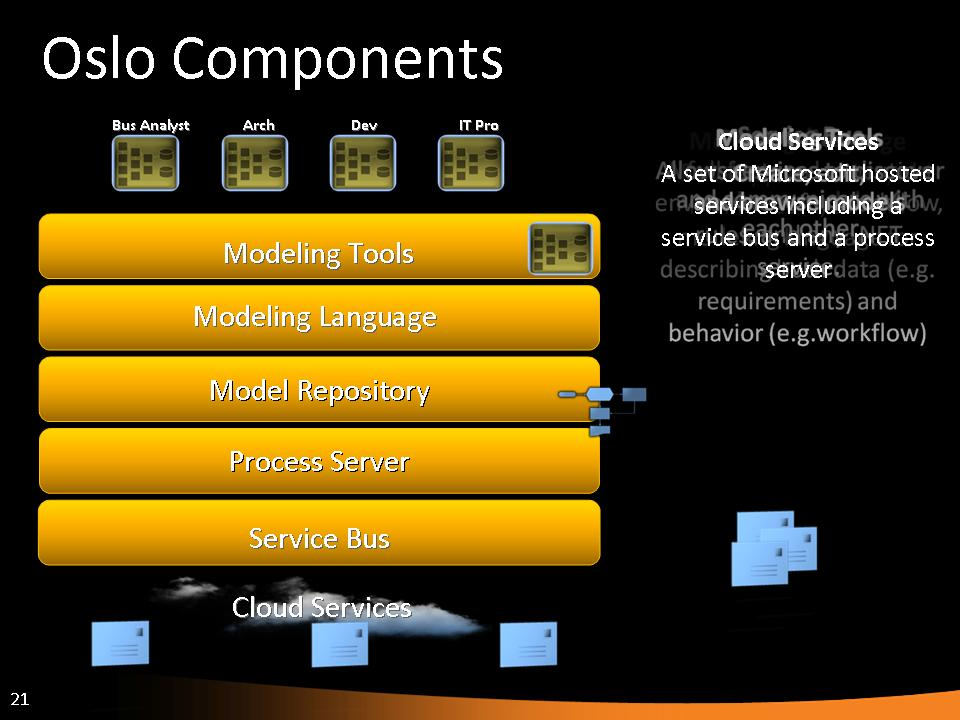 Oslo Components
Bus Analyst Arch Dev IT Pro
Modeling Tools
Modeling Language
Model Repository
Process Server
Service Bus
Cloud Services
Cloud Services
A set of Microsoft hosted
services including a
service bus and a process
server
describing data (e.g.
requirements) and
behavior (e.g.workflow)
21